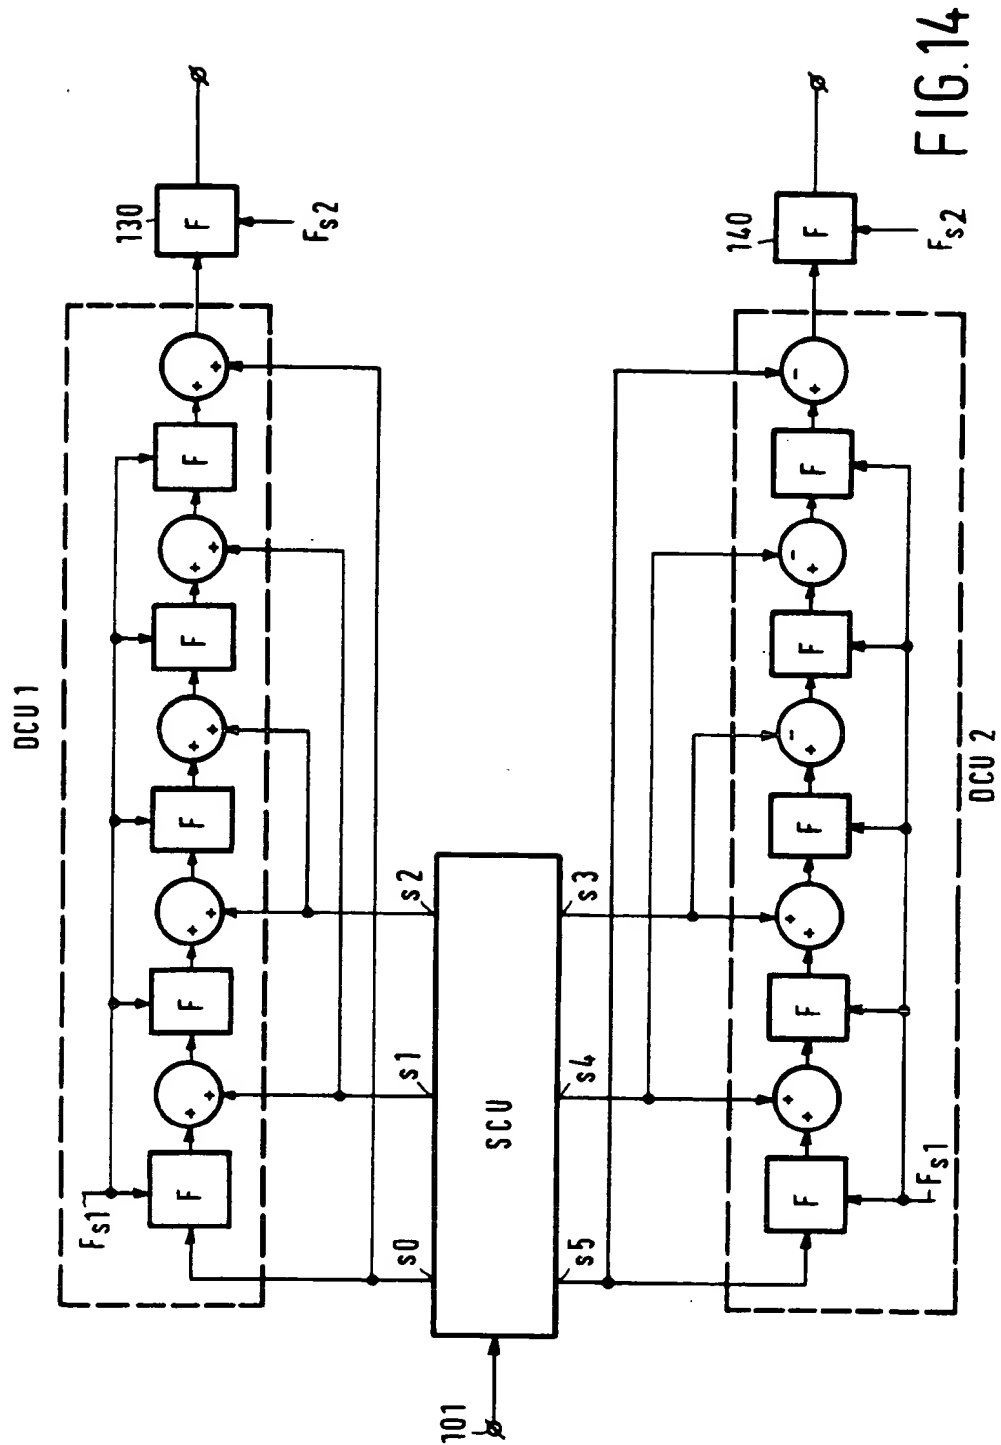 DCU 1
Fs1
F
+
+
F
+
+
F
+
+
F
+
+
F
+
+
130
F
Fs2
101
SCU
s0
s1
s2
s5
s4
s3
F
+
+
F
+
+
F
-
+
F
-
+
F
-
+
140
F
Fs2
Fs1
DCU 2
FIG.14